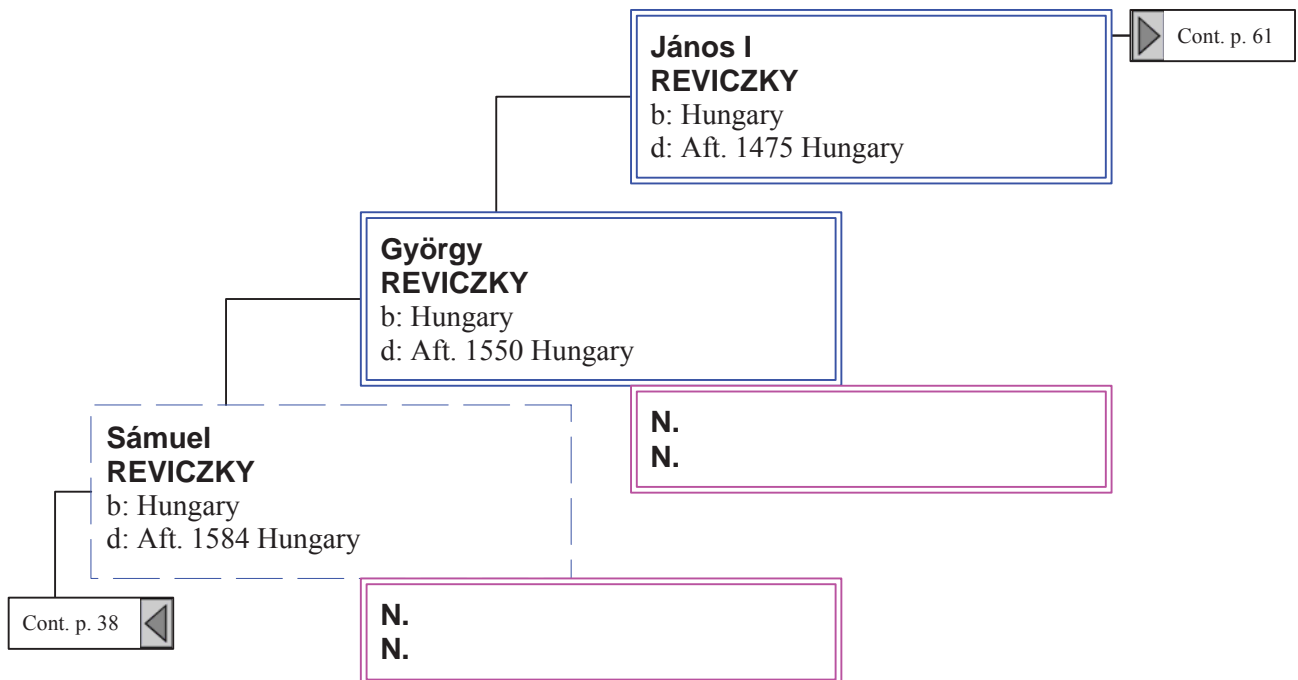 János I
REVICZKY
b: Hungary
d: Aft. 1475 Hungary
Cont. p. 61
György
REVICZKY
b: Hungary
d: Aft. 1550 Hungary
N.
N.
Sámuel
REVICZKY
b: Hungary
d: Aft. 1584 Hungary
Cont. p. 38
N.
N.